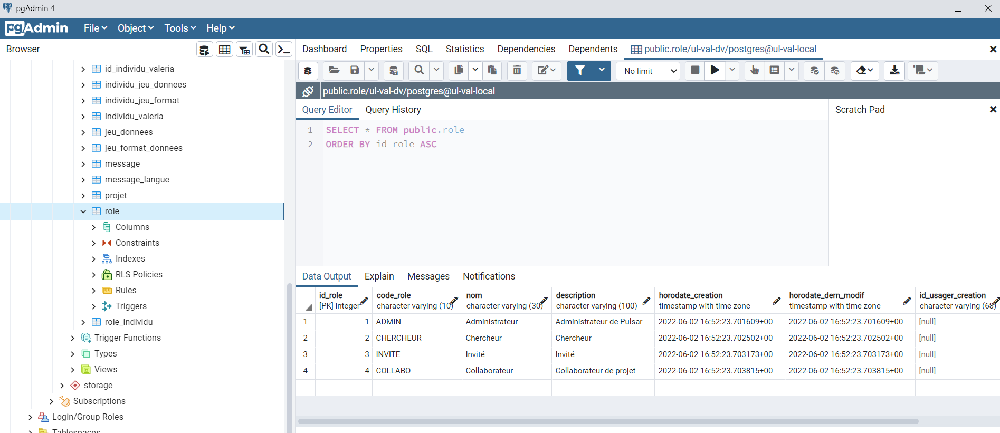 pgAdmin 4
pgAdmin File Object Tools Help
Browser
Dashboard Properties SQL Statistics Dependencies Dependents public.role/ul-val-dv/postgres@ul-val-local
No limit
public.role/ul-val-dv/postgres@ul-val-local
id_individu_valeria
individu_jeu_donnees
individu_jeu_format
individu_valeria
jeu_donnees
jeu_format_donnees
message
message_langue
projet
role
Columns
Constraints
Indexes
RLS Policies
Rules
Triggers
role_individu
Trigger Functions
Types
Views
storage
Subscriptions
Login/Group Roles
Tablespaces
Query Editor Query History
Scratch Pad
1 SELECT * FROM public.role
2 ORDER BY id_role ASC
Data Output Explain Messages Notifications
id_role code_role nom description horodate_creation horodate_dern_modif id_usager_creation
[PK] integer character varying (10) character varying (30) character varying (100) timestamp with time zone timestamp with time zone character varying (68)
1 1 ADMIN Administrateur Administrateur de Pulsar 2022-06-02 16:52:23.701609+00 2022-06-02 16:52:23.701609+00 [null]
2 2 CHERCHEUR Chercheur Chercheur 2022-06-02 16:52:23.702502+00 2022-06-02 16:52:23.702502+00 [null]
3 3 INVITE Invité Invité 2022-06-02 16:52:23.703173+00 2022-06-02 16:52:23.703173+00 [null]
4 4 COLLABO Collaborateur Collaborateur de projet 2022-06-02 16:52:23.703815+00 2022-06-02 16:52:23.703815+00 [null]